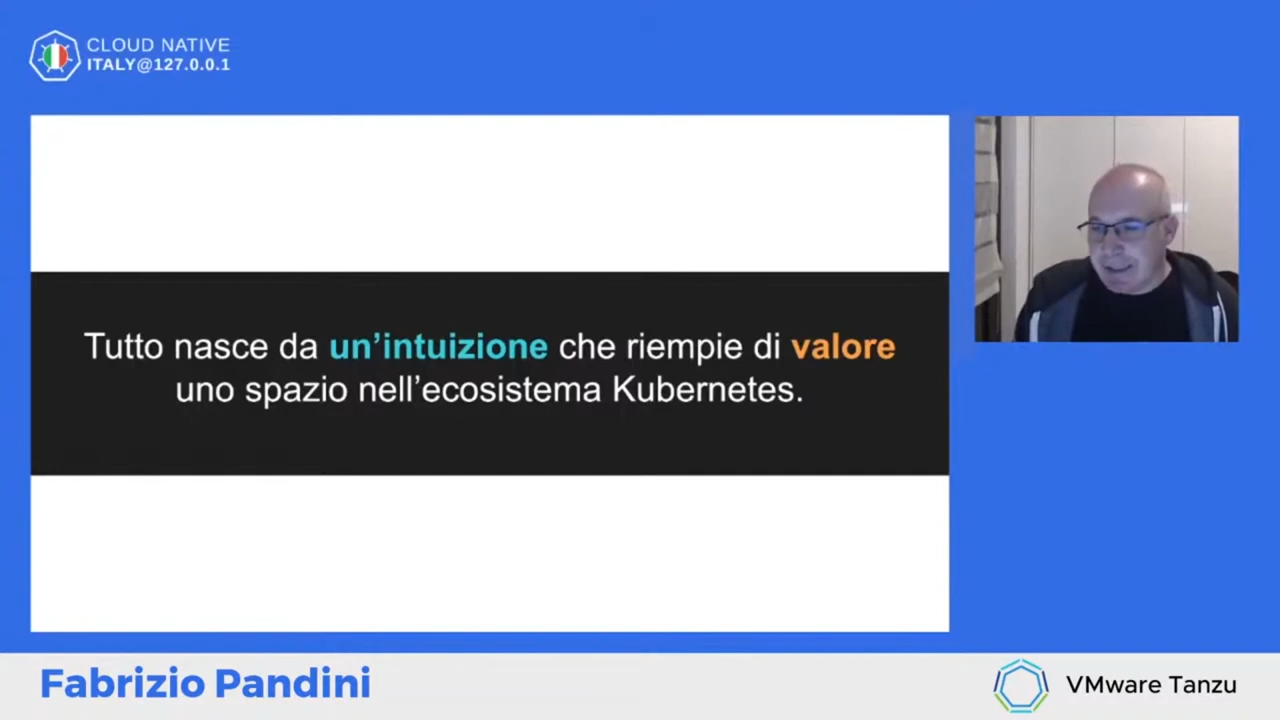 CLOUD NATIVE
ITALY@127.0.0.1
Tutto nasce da un’intuizione che riempie di valore
uno spazio nell’ecosistema Kubernetes.
Fabrizio Pandini
VMware Tanzu